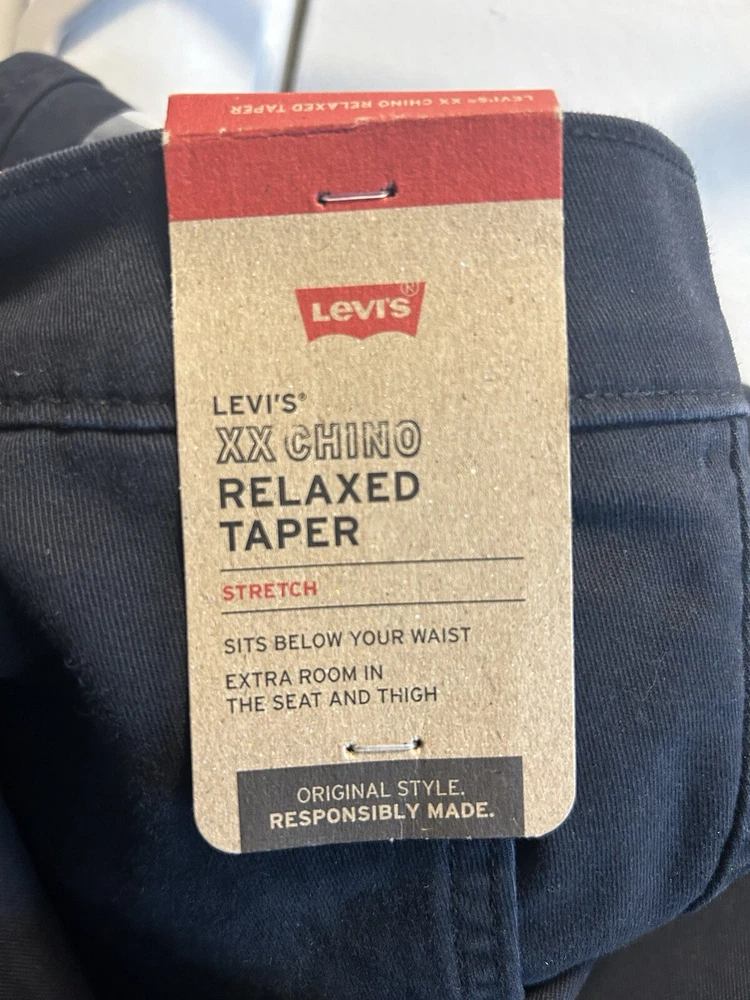 LEVI'S® XX CHINO RELAXED TAPER
LEVI'S®
LEVI'S®
XX CHINO
RELAXED
TAPER
STRETCH
SITS BELOW YOUR WAIST
EXTRA ROOM IN
THE SEAT AND THIGH
ORIGINAL STYLE.
RESPONSIBLY MADE.